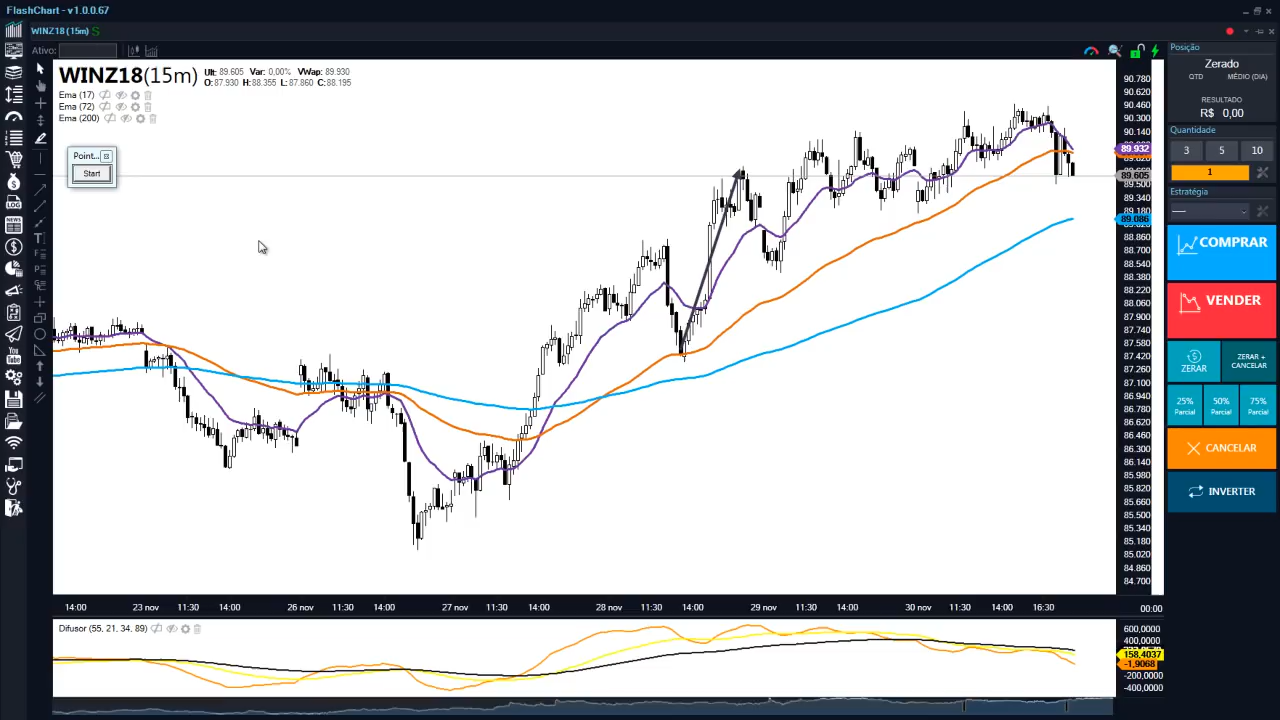 FlashChart - v1.0.0.67
WINZ18 (15m) S
Ativo:
WINZ18(15m) Ult: 89.605 Var: 0,00% VWap: 89.930
O: 87.930 H: 88.355 L: 87.860 C: 88.195
Ema (17)
Ema (72)
Ema (200)
Point...
Start
90.780
90.620
90.460
90.300
90.140
89.932
89.605
89.500
89.340
89.180
89.086
88.860
88.700
88.540
88.380
88.220
88.060
87.900
87.740
87.580
87.420
87.260
87.100
86.940
86.780
86.620
86.460
86.300
86.140
85.980
85.820
85.660
85.500
85.340
85.180
85.020
84.860
84.700
14:00 23 nov 11:30 14:00 26 nov 11:30 14:00 27 nov 11:30 14:00 28 nov 11:30 14:00 29 nov 11:30 14:00 30 nov 11:30 14:00 16:30 00:00
Difusor (55, 21, 34, 89)
600,0000
400,0000
158,4037
-1,9068
-200,0000
-400,0000
Posição
Zerado
QTD MÉDIO (DIA)
RESULTADO
R$ 0,00
Quantidade
3 5 10
1
Estratégia
COMPRAR
VENDER
ZERAR
ZERAR +
CANCELAR
25% 50% 75%
Parcial Parcial Parcial
CANCELAR
INVERTER
NEWS
You
Tube